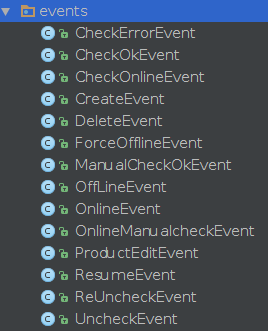 events
CheckErrorEvent
CheckOkEvent
CheckOnlineEvent
CreateEvent
DeleteEvent
ForceOfflineEvent
ManualCheckOkEvent
OffLineEvent
OnlineEvent
OnlineManualcheckEvent
ProductEditEvent
ResumeEvent
ReUncheckEvent
UncheckEvent